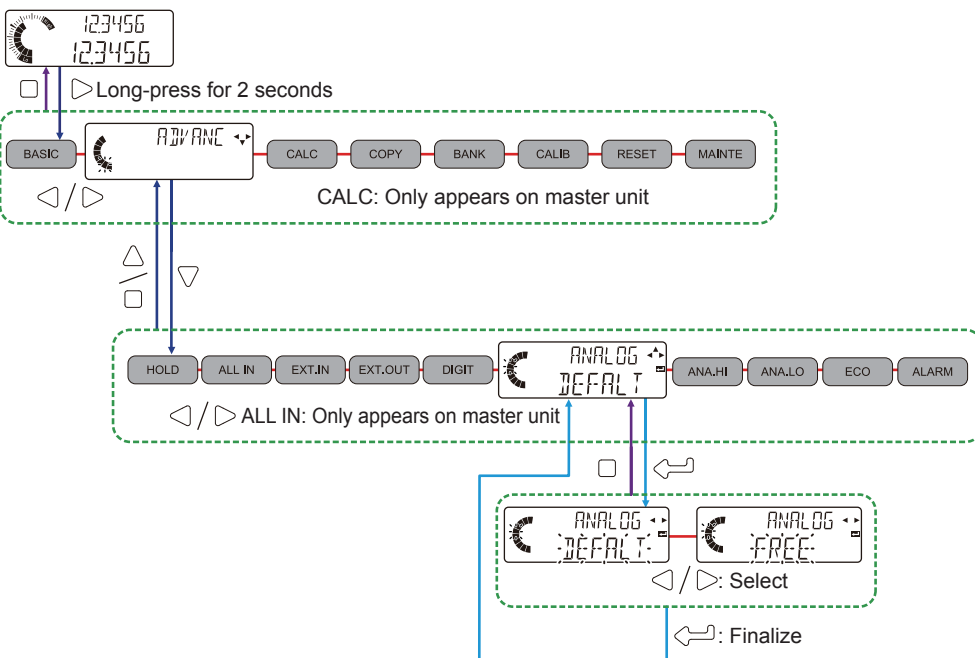 12.3456
12.3456
Long-press for 2 seconds
BASIC ADVANC CALC COPY BANK CALIB RESET MAINTE
CALC: Only appears on master unit
HOLD ALL IN EXT.IN EXT.OUT DIGIT ANALOG DEFALT ANA.HI ANA.LO ECO ALARM
/ ALL IN: Only appears on master unit
ANALOG ANALOG
DEFALT FREE
/ : Select
: Finalize